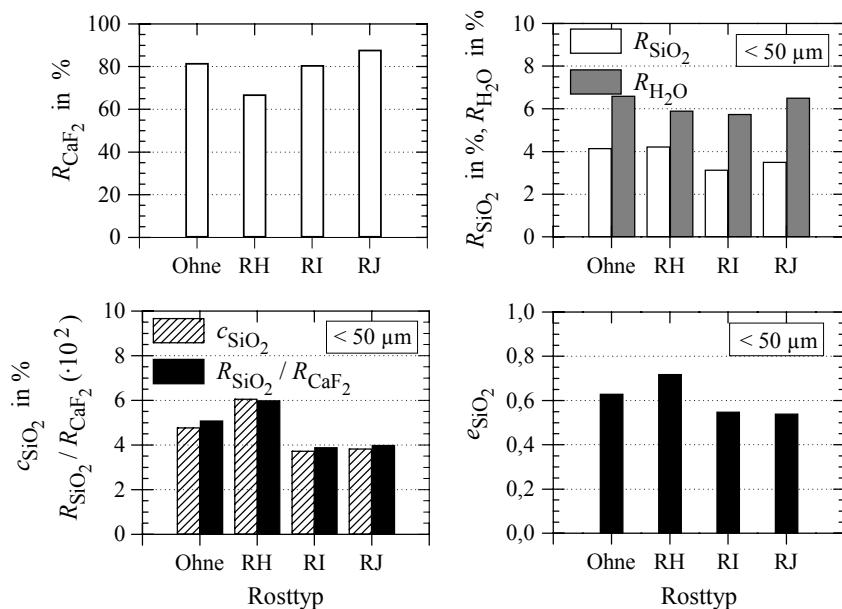 R_CaF2 in %
100
80
60
40
20
0
Ohne RH RI RJ
R_SiO2 in %, R_H2O in %
R_SiO2
R_H2O
< 50 µm
10
8
6
4
2
0
Ohne RH RI RJ
c_SiO2 in %
R_SiO2 / R_CaF2 (·10^2)
c_SiO2
R_SiO2 / R_CaF2
< 50 µm
10
8
6
4
2
0
Ohne RH RI RJ
Rosttyp
e_SiO2
< 50 µm
1,0
0,8
0,6
0,4
0,2
0,0
Ohne RH RI RJ
Rosttyp